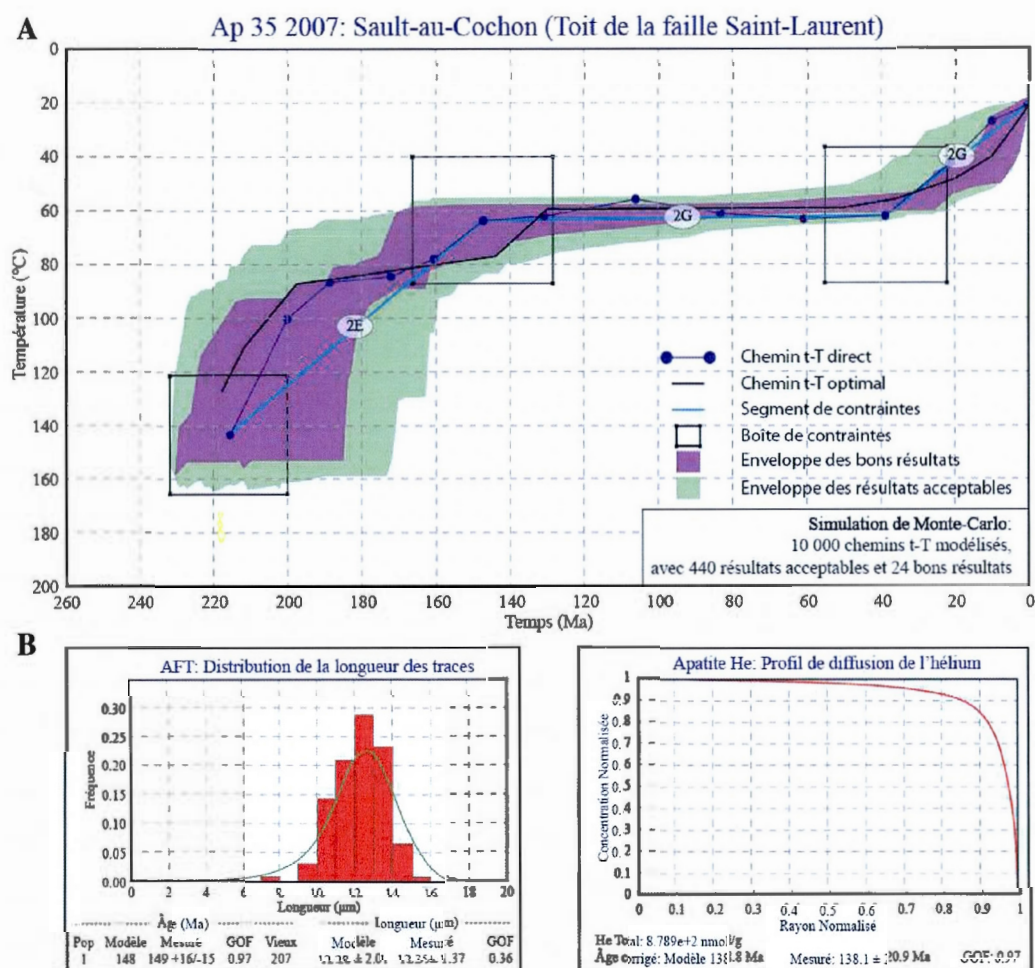 A
Ap 35 2007: Sault-au-Cochon (Toit de la faille Saint-Laurent)
0
20
40
60
80
100
120
140
160
180
200
Température (°C)
2G
2G
2E
Chemin t-T direct
Chemin t-T optimal
Segment de contraintes
Boîte de contraintes
Enveloppe des bons résultats
Enveloppe des résultats acceptables
Simulation de Monte-Carlo:
10 000 chemins t-T modélisés,
avec 440 résultats acceptables et 24 bons résultats
260 240 220 200 180 160 140 120 100 80 60 40 20 0
Temps (Ma)
B
AFT: Distribution de la longueur des traces
0.30
0.25
0.20
0.15
0.10
0.05
0.00
Fréquence
0 2 4 6 8 10 12 14 16 18 20
Longueur (µm)
Âge (Ma) Longueur (µm)
Pop Modèle Mesuré GOF Vieux Modèle Mesuré GOF
1 148 149 +16/-15 0.97 207 0.36
Apatite He: Profil de diffusion de l'hélium
1
0.9
0.8
0.7
0.6
0.5
0.4
0.3
0.2
0.1
0
Concentration Normalisée
0 0.1 0.2 0.3 0.4 0.5 0.6 0.7 0.8 0.9 1
Rayon Normalisé
He Total: 8.789e+2 nmol/g
Âge corrigé: Modèle 138.8 Ma Mesuré: 138.1 ± 20.9 Ma GOF: 0.97